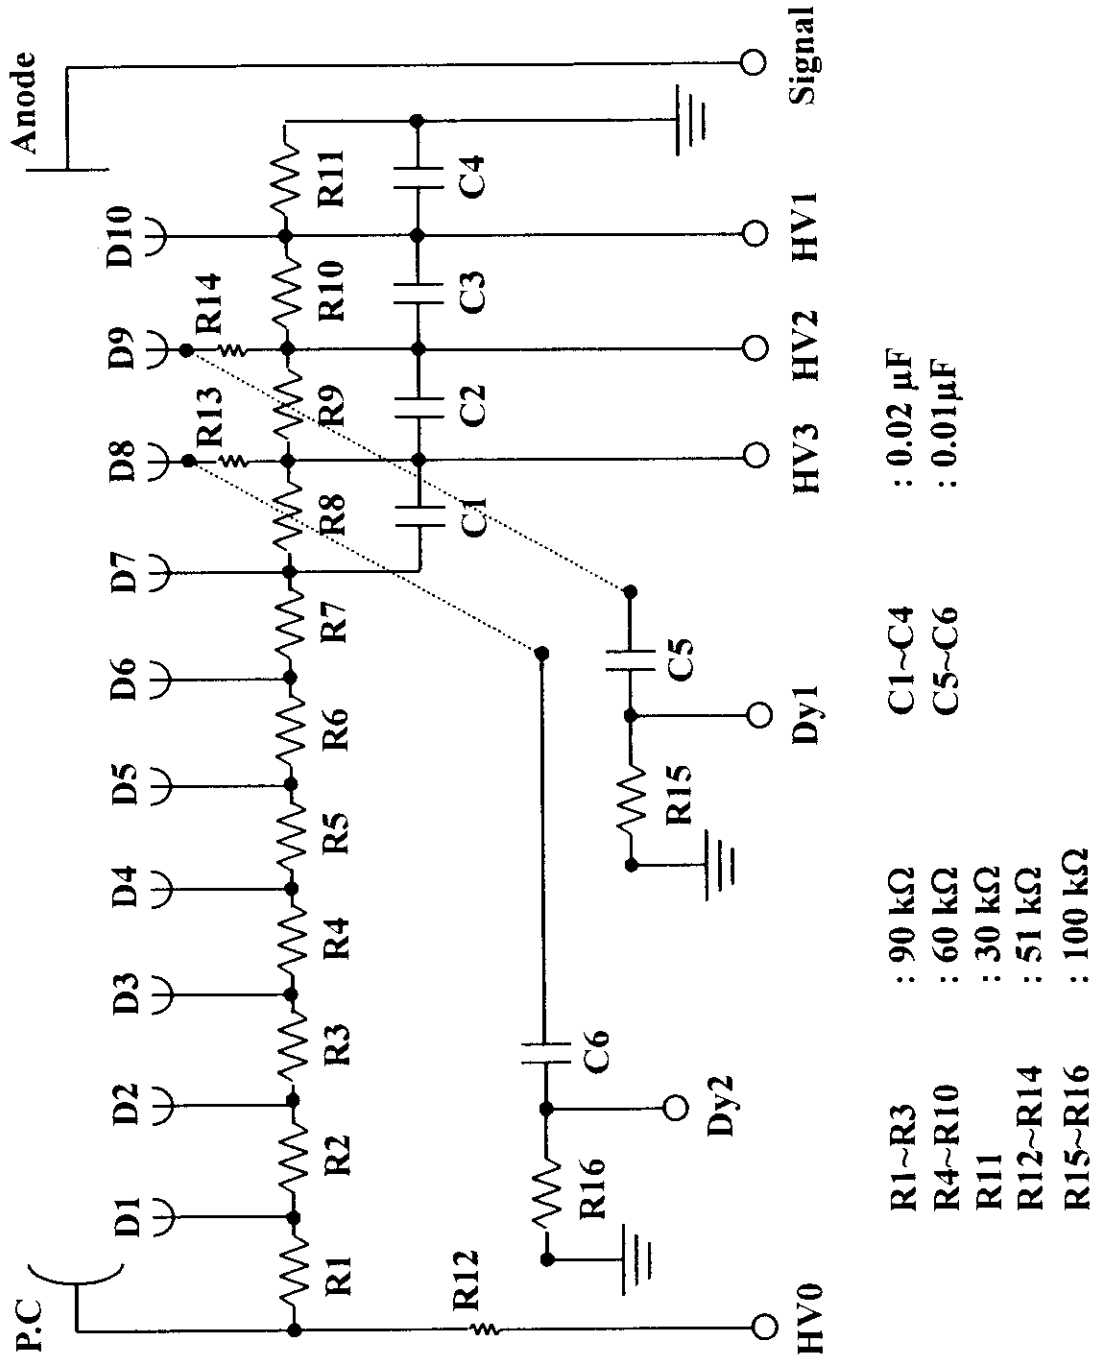 P.C
D1
D2
D3
D4
D5
D6
D7
D8
D9
D10
Anode
R13
R14
R1
R2
R3
R4
R5
R6
R7
R8
R9
R10
R11
R12
C1
C2
C3
C4
R16
C6
R15
C5
HV0
Dy2
Dy1
HV3
HV2
HV1
Signal
R1~R3 : 90 kΩ C1~C4 : 0.02 μF
R4~R10 : 60 kΩ C5~C6 : 0.01μF
R11 : 30 kΩ
R12~R14 : 51 kΩ
R15~R16 : 100 kΩ